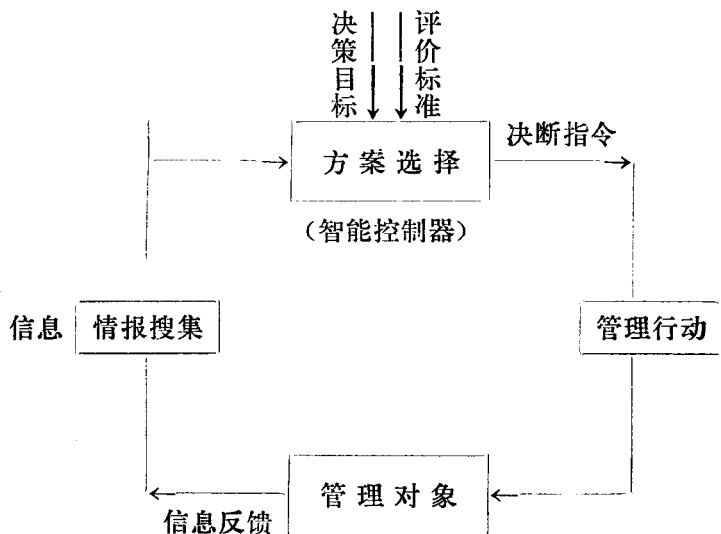 决策目标
评价标准
方案选择
决断指令
（智能控制器）
信息
情报搜集
管理行动
管理对象
信息反馈